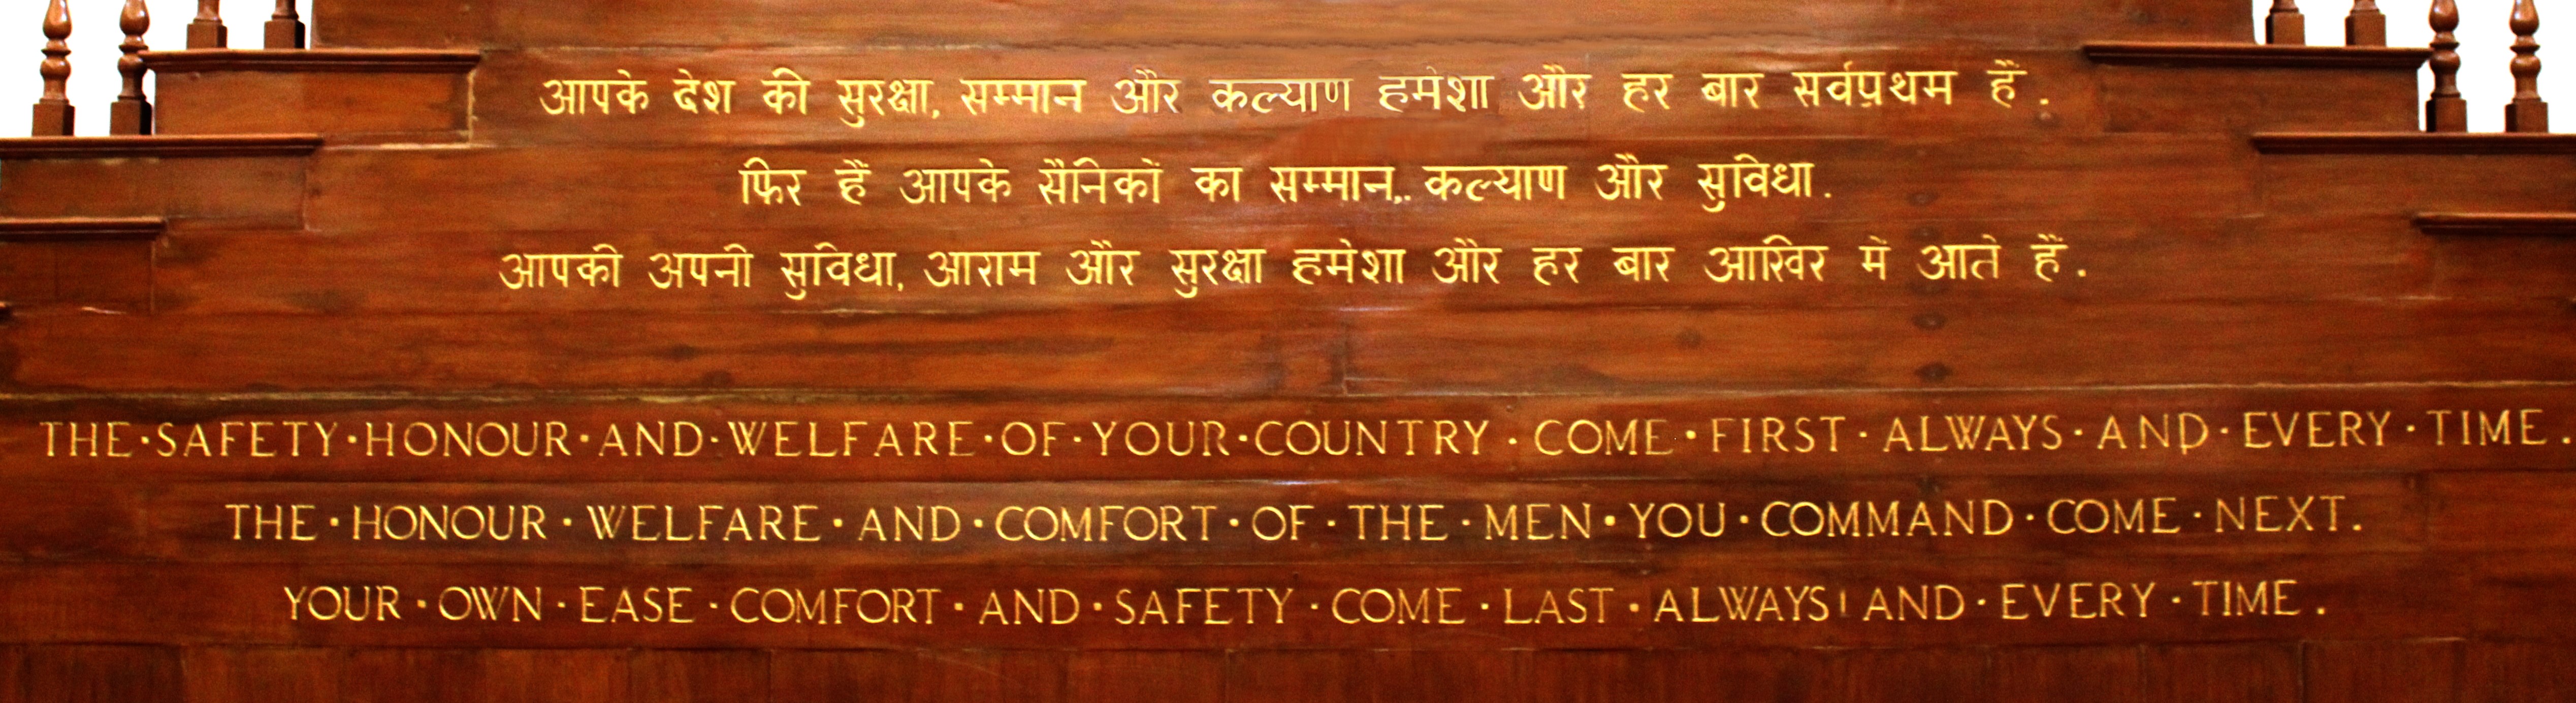 आपके देश की सुरक्षा, सम्मान और कल्याण हमेशा और हर बार सर्वप्रथम हैं.
फिर हैं आपके सैनिकों का सम्मान,. कल्याण और सुविधा.
आपकी अपनी सुविधा, आराम और सुरक्षा हमेशा और हर बार आखिर में आते हैं.
THE·SAFETY·HONOUR·AND·WELFARE·OF·YOUR·COUNTRY·COME·FIRST·ALWAYS·AND·EVERY·TIME.
THE·HONOUR·WELFARE·AND·COMFORT·OF·THE·MEN·YOU·COMMAND·COME·NEXT.
YOUR·OWN·EASE·COMFORT·AND·SAFETY·COME·LAST·ALWAYS·AND·EVERY·TIME.